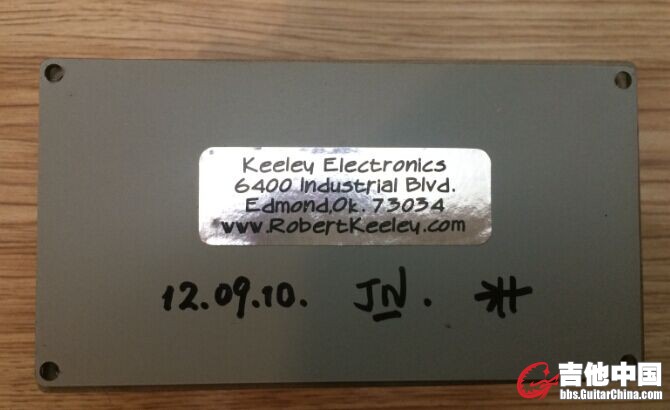 Keeley Electronics
6400 Industrial Blvd.
Edmond,Ok. 73034
www.RobertKeeley.com
12.09.10. JN.
吉他中国
bbs.GuitarChina.com